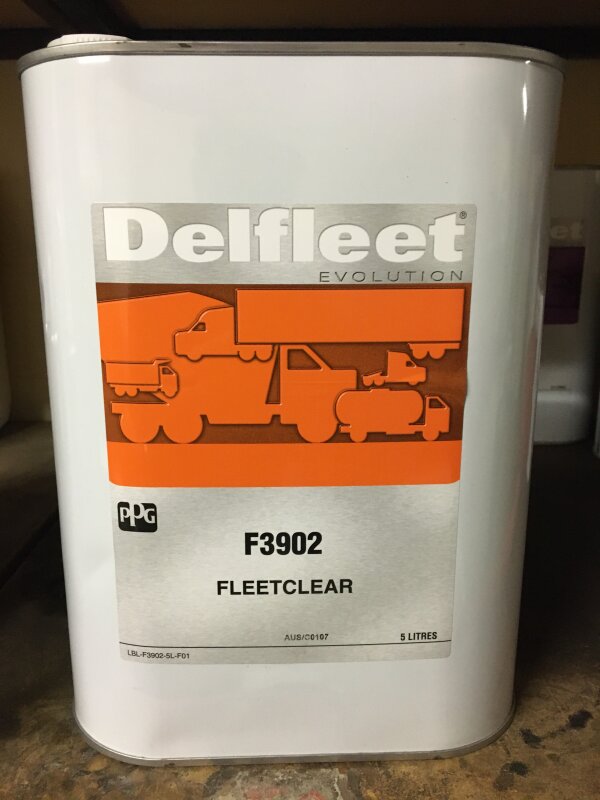 Delfleet®
EVOLUTION
PPG
F3902
FLEETCLEAR
AUS/C0107 5 LITRES
LBL-F3902-5L-F01